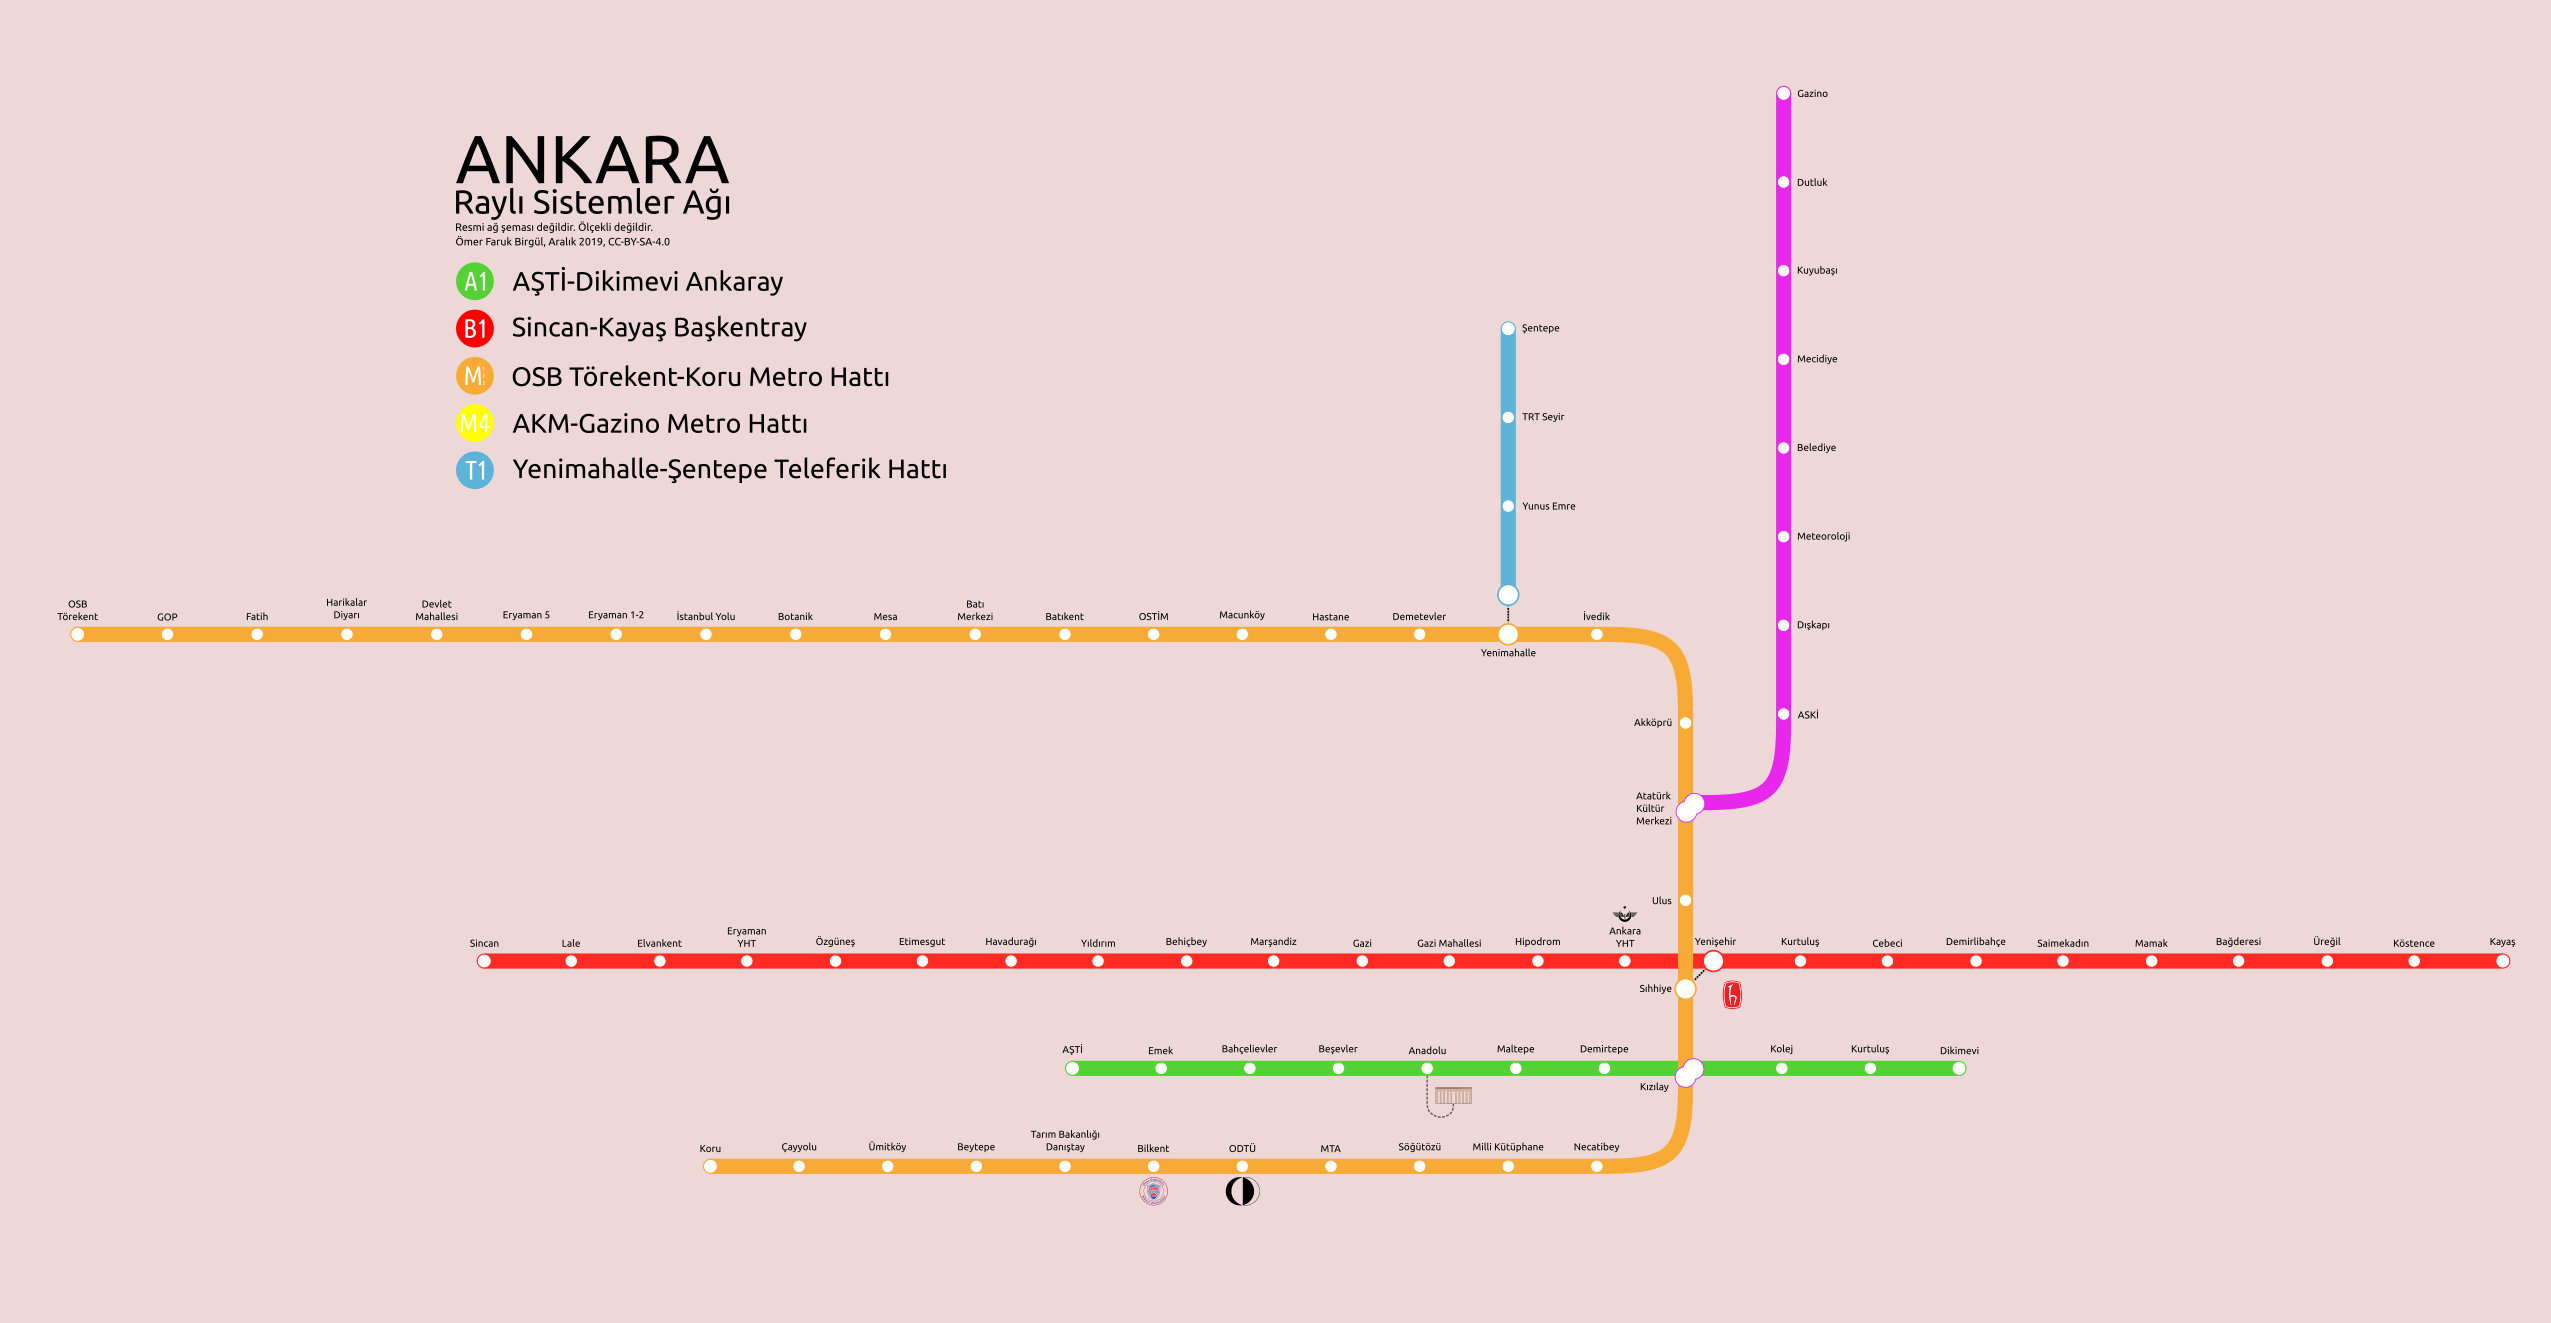 ANKARA
Raylı Sistemler Ağı
Resmi ağ şeması değildir. Ölçekli değildir.
Ömer Faruk Birgül, Aralık 2019, CC-BY-SA-4.0
A1 AŞTİ-Dikimevi Ankaray
B1 Sincan-Kayaş Başkentray
M OSB Törekent-Koru Metro Hattı
M4 AKM-Gazino Metro Hattı
T1 Yenimahalle-Şentepe Teleferik Hattı
Gazino
Dutluk
Kuyubaşı
Mecidiye
Belediye
Meteoroloji
Dışkapı
ASKİ
Şentepe
TRT Seyir
Yunus Emre
OSB
Törekent
GOP
Fatih
Harikalar
Diyarı
Devlet
Mahallesi
Eryaman 5
Eryaman 1-2
İstanbul Yolu
Botanik
Mesa
Batı
Merkezi
Batıkent
OSTİM
Macunköy
Hastane
Demetevler
Yenimahalle
İvedik
Akköprü
Atatürk
Kültür
Merkezi
Ulus
Sincan
Lale
Elvankent
Eryaman
YHT
Özgüneş
Etimesgut
Havadurağı
Yıldırım
Behiçbey
Marşandiz
Gazi
Gazi Mahallesi
Hipodrom
Ankara
YHT
Yenişehir
Kurtuluş
Cebeci
Demirlibahçe
Saimekadın
Mamak
Bağderesi
Üreğil
Köstence
Kayaş
Sıhhiye
AŞTİ
Emek
Bahçelievler
Beşevler
Anadolu
Maltepe
Demirtepe
Kızılay
Kolej
Kurtuluş
Dikimevi
Koru
Çayyolu
Ümitköy
Beytepe
Tarım Bakanlığı
Danıştay
Bilkent
ODTÜ
MTA
Söğütözü
Milli Kütüphane
Necatibey